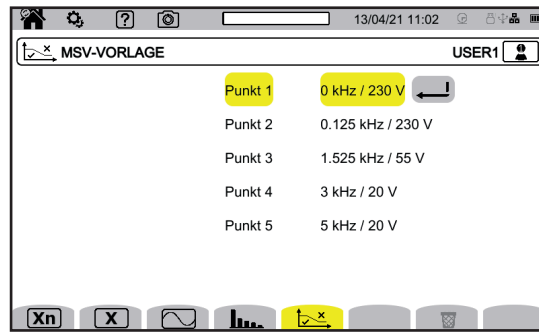 ? 13/04/21 11:02
MSV-VORLAGE USER1
Punkt 1 0 kHz / 230 V
Punkt 2 0.125 kHz / 230 V
Punkt 3 1.525 kHz / 55 V
Punkt 4 3 kHz / 20 V
Punkt 5 5 kHz / 20 V
Xn X